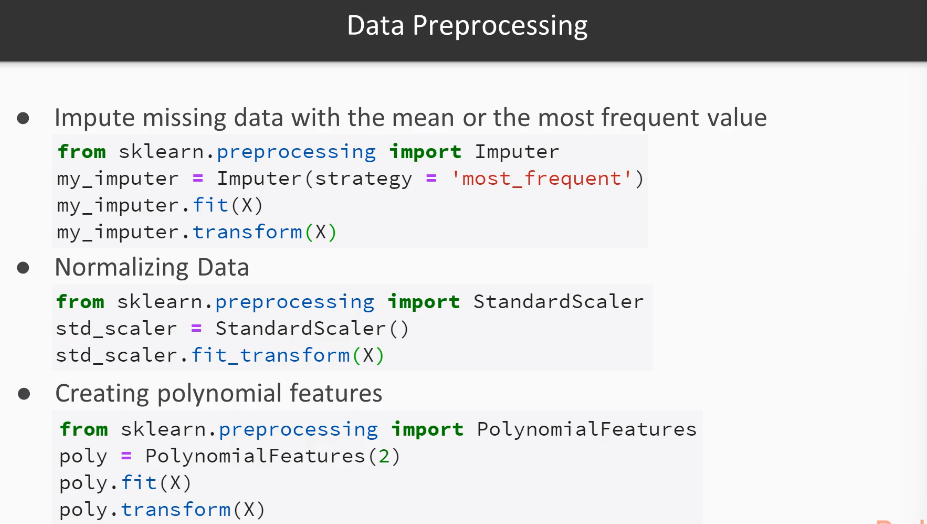 Data Preprocessing
● Impute missing data with the mean or the most frequent value
from sklearn.preprocessing import Imputer
my_imputer = Imputer(strategy = 'most_frequent')
my_imputer.fit(X)
my_imputer.transform(X)
● Normalizing Data
from sklearn.preprocessing import StandardScaler
std_scaler = StandardScaler()
std_scaler.fit_transform(X)
● Creating polynomial features
from sklearn.preprocessing import PolynomialFeatures
poly = PolynomialFeatures(2)
poly.fit(X)
poly.transform(X)